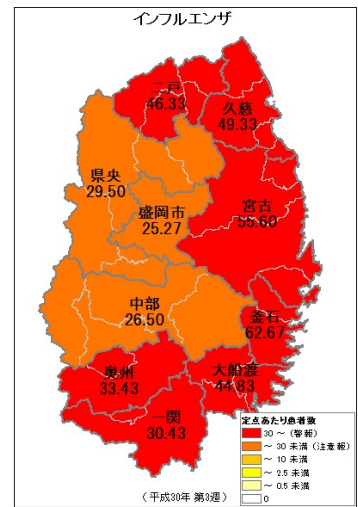 インフルエンザ
二戸
46.33
久慈
49.33
県央
29.50
盛岡市
25.27
宮古
55.60
中部
26.50
釜石
62.67
奥州
33.43
大船渡
44.83
一関
30.43
定点あたり患者数
30 ~ (警報)
~ 30 未満 (注意報)
~ 10 未満
~ 2.5 未満
~ 0.5 未満
0
(平成30年 第3週)